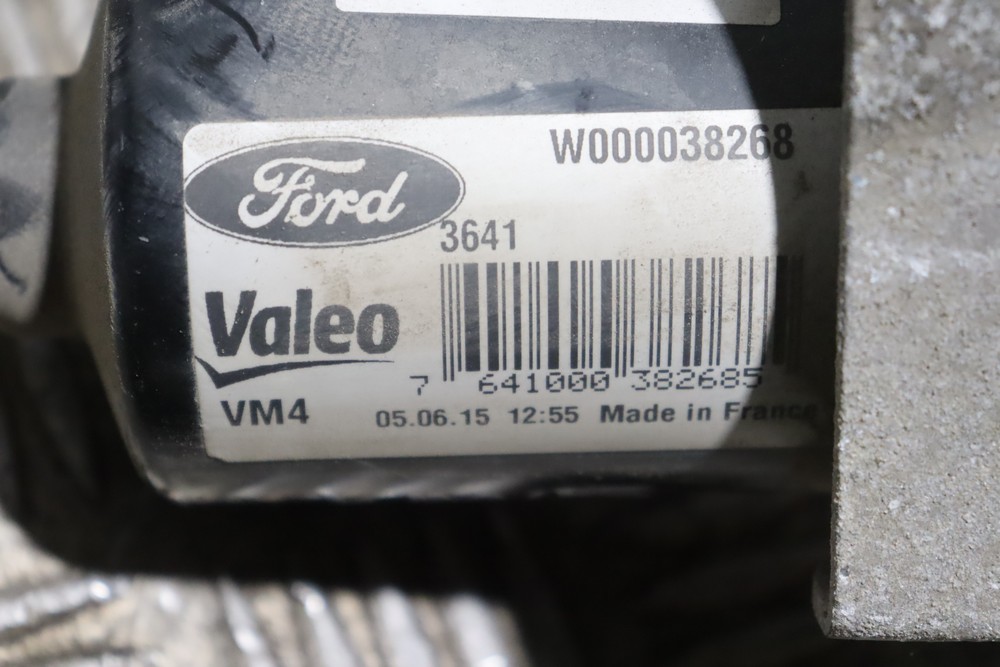 W000038268
Ford
3641
Valeo
7 641000 382685
VM4
05.06.15 12:55 Made in France